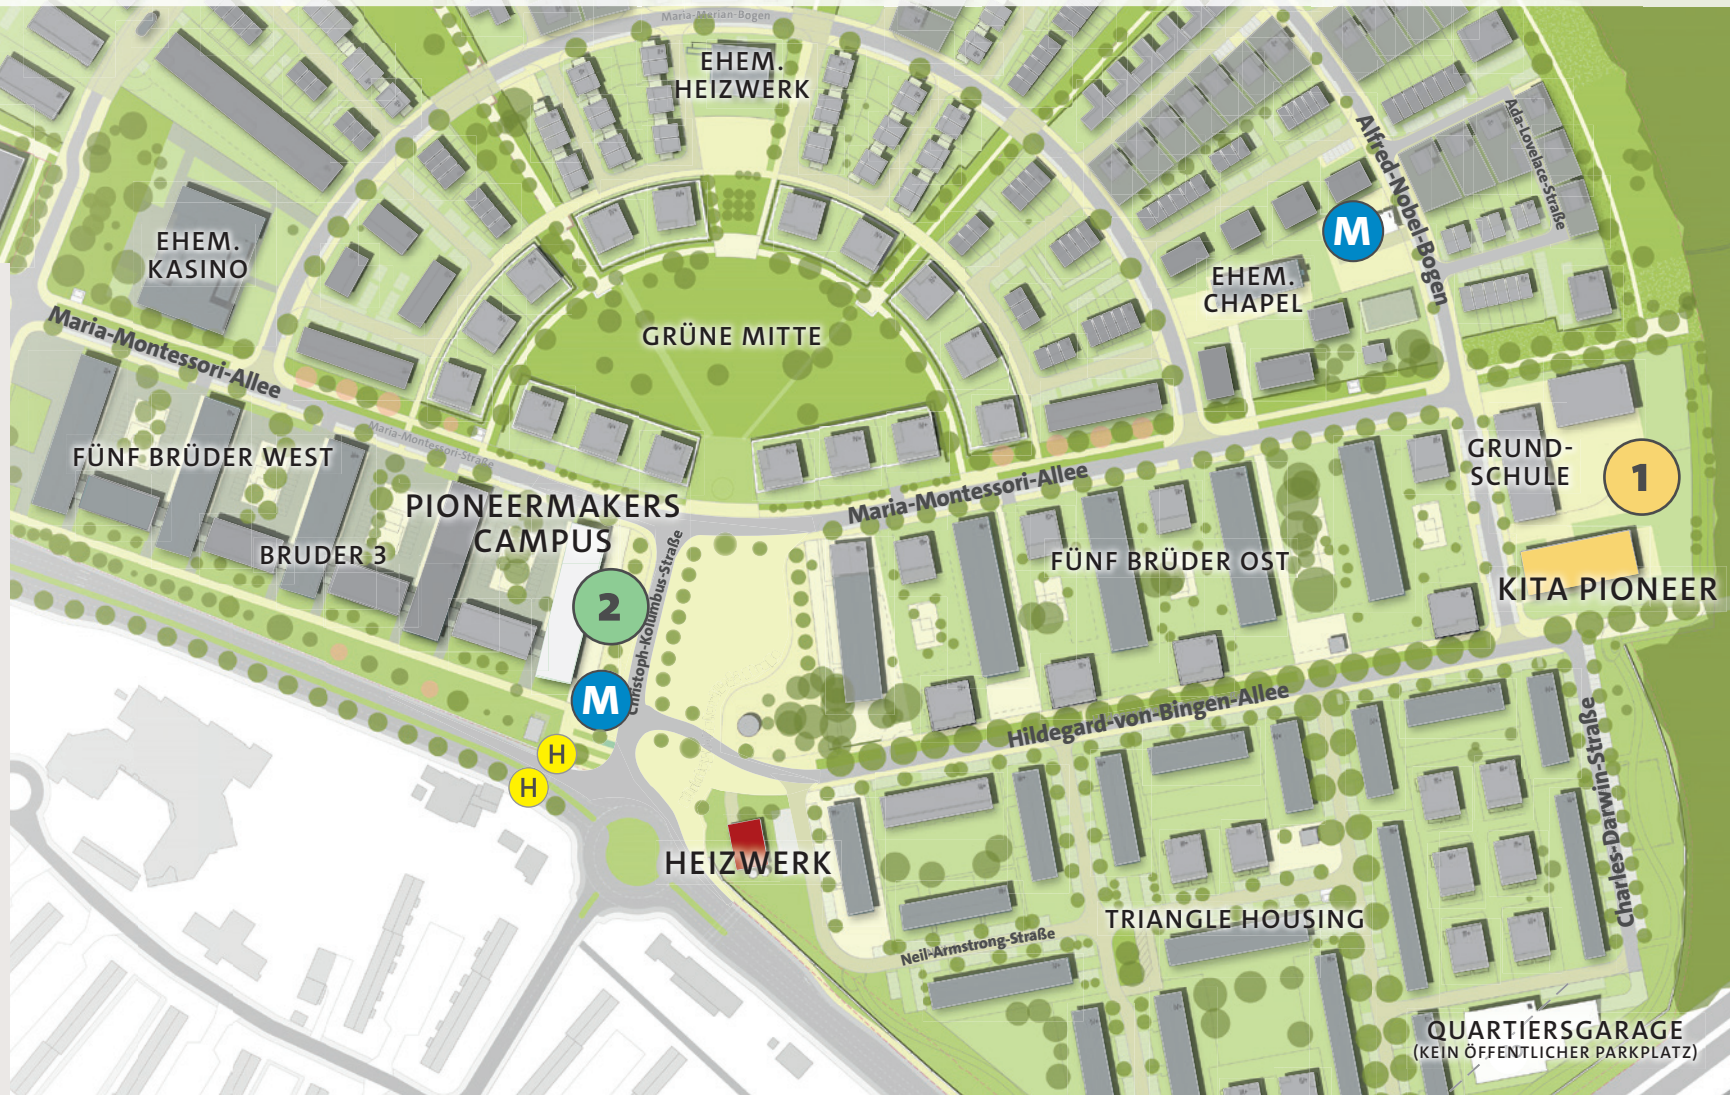 Maria-Merian-Bogen
EHEM.
HEIZWERK
Ada-Lovelace-Straße
Alfred-Nobel-Bogen
M
EHEM.
KASINO
EHEM.
CHAPEL
GRÜNE MITTE
Maria-Montessori-Allee
Maria-Montessori-Straße
FÜNF BRÜDER WEST
GRUND-
SCHULE
1
PIONEERMAKERS
CAMPUS
Maria-Montessori-Allee
BRUDER 3
FÜNF BRÜDER OST
KITA PIONEER
2
Christoph-Kolumbus-Straße
M
Hildegard-von-Bingen-Allee
H
H
Charles-Darwin-Straße
HEIZWERK
TRIANGLE HOUSING
Neil-Armstrong-Straße
QUARTIERSGARAGE
(KEIN ÖFFENTLICHER PARKPLATZ)